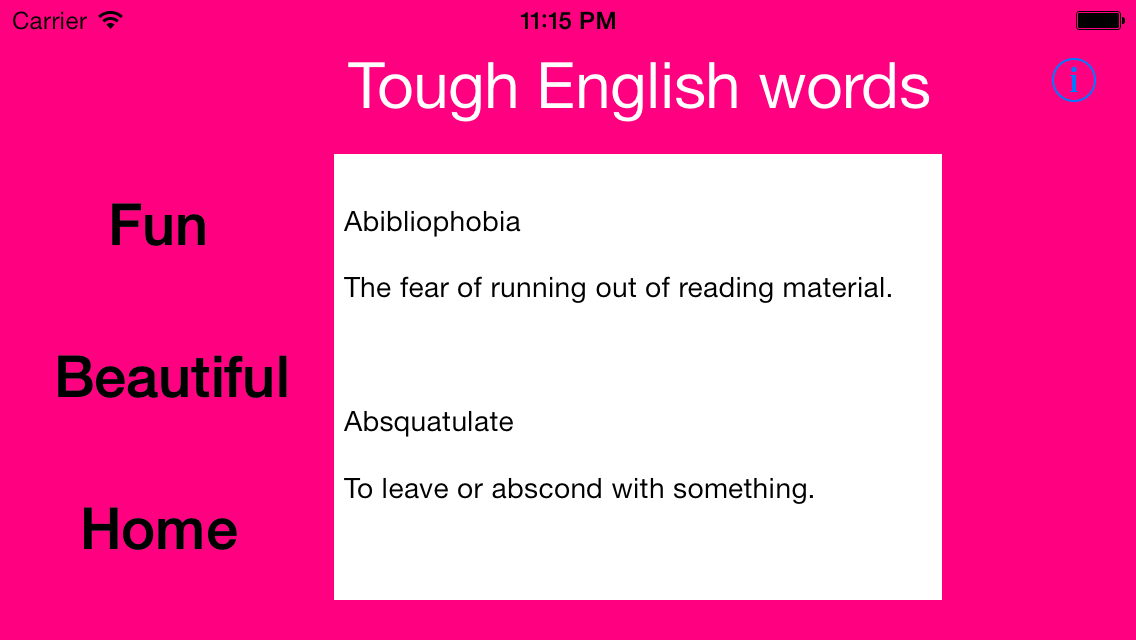 Carrier 11:15 PM
Tough English words
Fun
Beautiful
Home
Abibliophobia
The fear of running out of reading material.
Absquatulate
To leave or abscond with something.